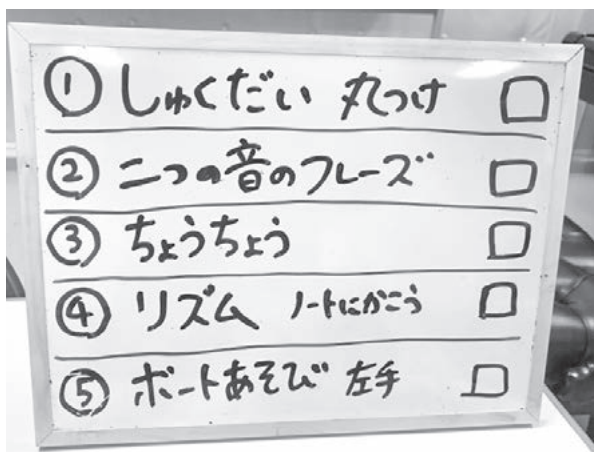 ① しゅくだい 丸つけ
② 二つの音のフレーズ
③ ちょうちょう
④ リズム ノートにかこう
⑤ ボートあそび 左手